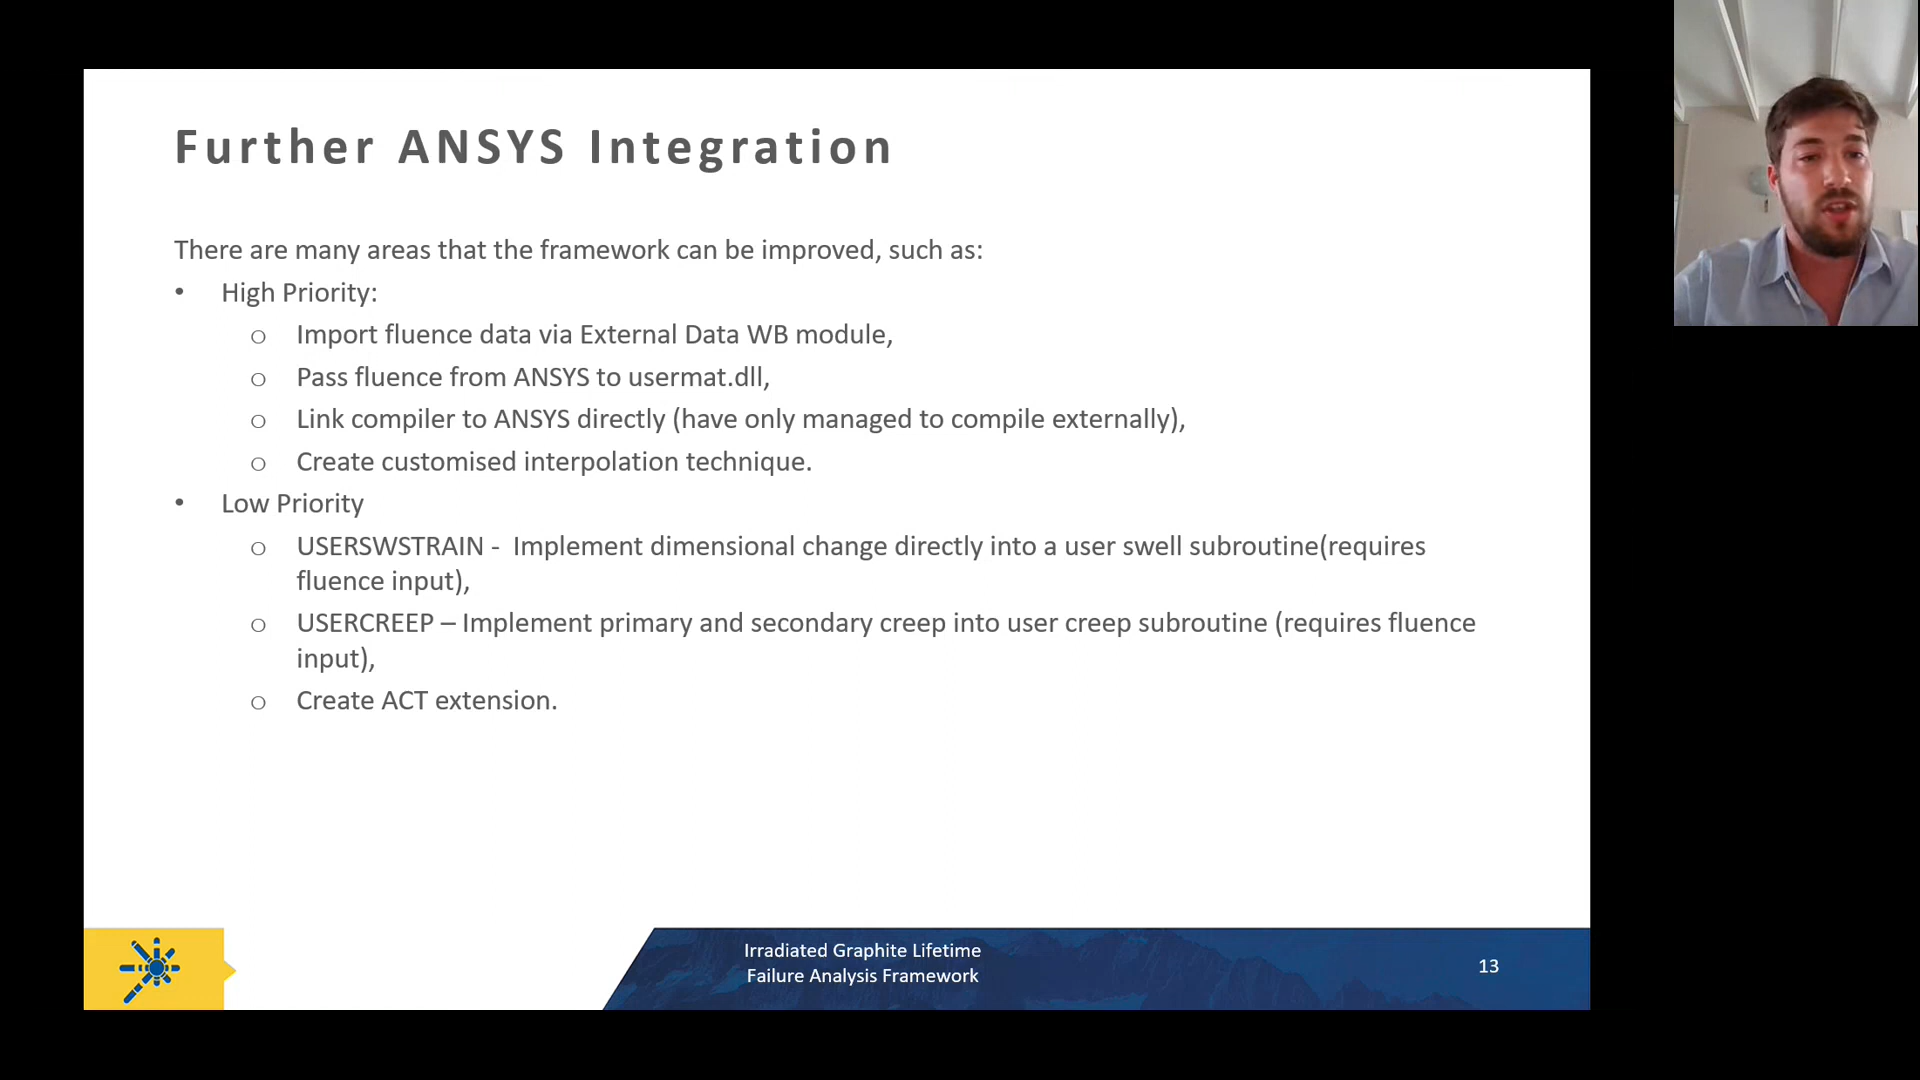 Further ANSYS Integration
There are many areas that the framework can be improved, such as:
• High Priority:
o Import fluence data via External Data WB module,
o Pass fluence from ANSYS to usermat.dll,
o Link compiler to ANSYS directly (have only managed to compile externally),
o Create customised interpolation technique.
• Low Priority
o USERSWSTRAIN - Implement dimensional change directly into a user swell subroutine(requires
fluence input),
o USERCREEP – Implement primary and secondary creep into user creep subroutine (requires fluence
input),
o Create ACT extension.
Irradiated Graphite Lifetime
Failure Analysis Framework
13